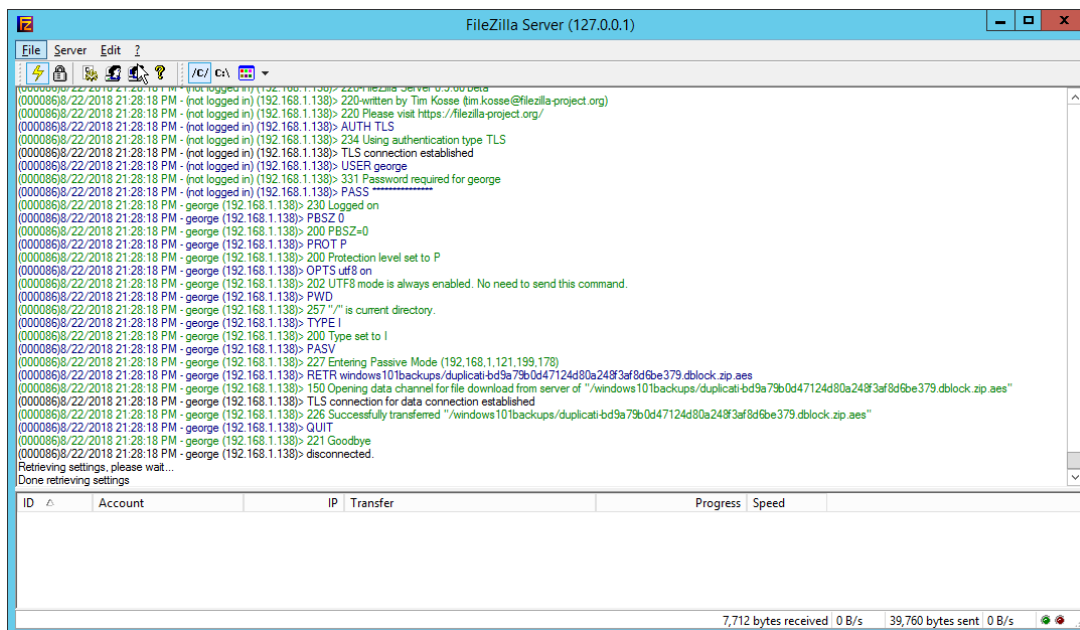 FileZilla Server (127.0.0.1)
File Server Edit ?
/C/ C:\
(000086)8/22/2018 21:28:18 PM - (not logged in) (192.168.1.138)> 220-FileZilla Server 0.9.60 beta
(000086)8/22/2018 21:28:18 PM - (not logged in) (192.168.1.138)> 220-written by Tim Kosse (tim.kosse@filezilla-project.org)
(000086)8/22/2018 21:28:18 PM - (not logged in) (192.168.1.138)> 220 Please visit https://filezilla-project.org/
(000086)8/22/2018 21:28:18 PM - (not logged in) (192.168.1.138)> AUTH TLS
(000086)8/22/2018 21:28:18 PM - (not logged in) (192.168.1.138)> 234 Using authentication type TLS
(000086)8/22/2018 21:28:18 PM - (not logged in) (192.168.1.138)> TLS connection established
(000086)8/22/2018 21:28:18 PM - (not logged in) (192.168.1.138)> USER george
(000086)8/22/2018 21:28:18 PM - (not logged in) (192.168.1.138)> 331 Password required for george
(000086)8/22/2018 21:28:18 PM - (not logged in) (192.168.1.138)> PASS ***************
(000086)8/22/2018 21:28:18 PM - george (192.168.1.138)> 230 Logged on
(000086)8/22/2018 21:28:18 PM - george (192.168.1.138)> PBSZ 0
(000086)8/22/2018 21:28:18 PM - george (192.168.1.138)> 200 PBSZ=0
(000086)8/22/2018 21:28:18 PM - george (192.168.1.138)> PROT P
(000086)8/22/2018 21:28:18 PM - george (192.168.1.138)> 200 Protection level set to P
(000086)8/22/2018 21:28:18 PM - george (192.168.1.138)> OPTS utf8 on
(000086)8/22/2018 21:28:18 PM - george (192.168.1.138)> 202 UTF8 mode is always enabled. No need to send this command.
(000086)8/22/2018 21:28:18 PM - george (192.168.1.138)> PWD
(000086)8/22/2018 21:28:18 PM - george (192.168.1.138)> 257 "/" is current directory.
(000086)8/22/2018 21:28:18 PM - george (192.168.1.138)> TYPE I
(000086)8/22/2018 21:28:18 PM - george (192.168.1.138)> 200 Type set to I
(000086)8/22/2018 21:28:18 PM - george (192.168.1.138)> PASV
(000086)8/22/2018 21:28:18 PM - george (192.168.1.138)> 227 Entering Passive Mode (192,168,1,121,199,178)
(000086)8/22/2018 21:28:18 PM - george (192.168.1.138)> RETR windows101backups/duplicati-bd9a79b0d47124d80a248f3af8d6be379.dblock.zip.aes
(000086)8/22/2018 21:28:18 PM - george (192.168.1.138)> 150 Opening data channel for file download from server of "/windows101backups/duplicati-bd9a79b0d47124d80a248f3af8d6be379.dblock.zip.aes"
(000086)8/22/2018 21:28:18 PM - george (192.168.1.138)> TLS connection for data connection established
(000086)8/22/2018 21:28:18 PM - george (192.168.1.138)> 226 Successfully transferred "/windows101backups/duplicati-bd9a79b0d47124d80a248f3af8d6be379.dblock.zip.aes"
(000086)8/22/2018 21:28:18 PM - george (192.168.1.138)> QUIT
(000086)8/22/2018 21:28:18 PM - george (192.168.1.138)> 221 Goodbye
(000086)8/22/2018 21:28:18 PM - george (192.168.1.138)> disconnected.
Retrieving settings, please wait...
Done retrieving settings
ID Account IP Transfer Progress Speed
7,712 bytes received 0 B/s 39,760 bytes sent 0 B/s